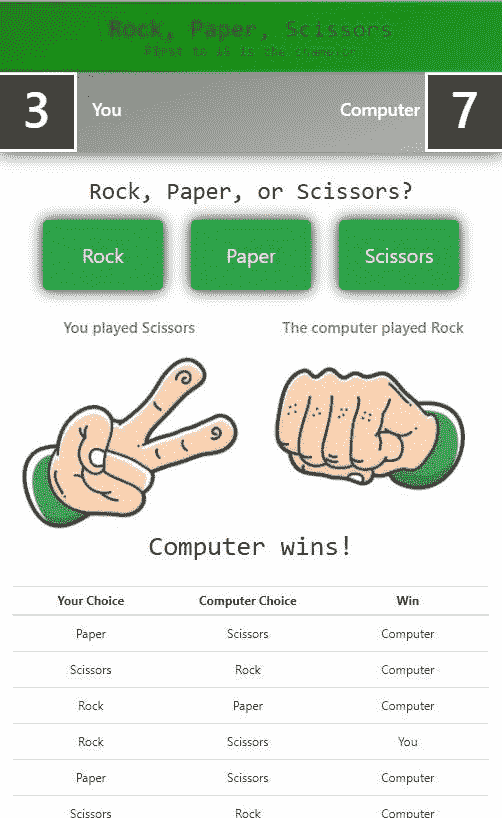 Rock, Paper, Scissors
First to is the champion
3 You Computer 7
Rock, Paper, or Scissors?
Rock Paper Scissors
You played Scissors The computer played Rock
Computer wins!
Your Choice Computer Choice Win
Paper Scissors Computer
Scissors Rock Computer
Rock Paper Computer
Rock Scissors You
Paper Scissors Computer
Scissors Rock Computer